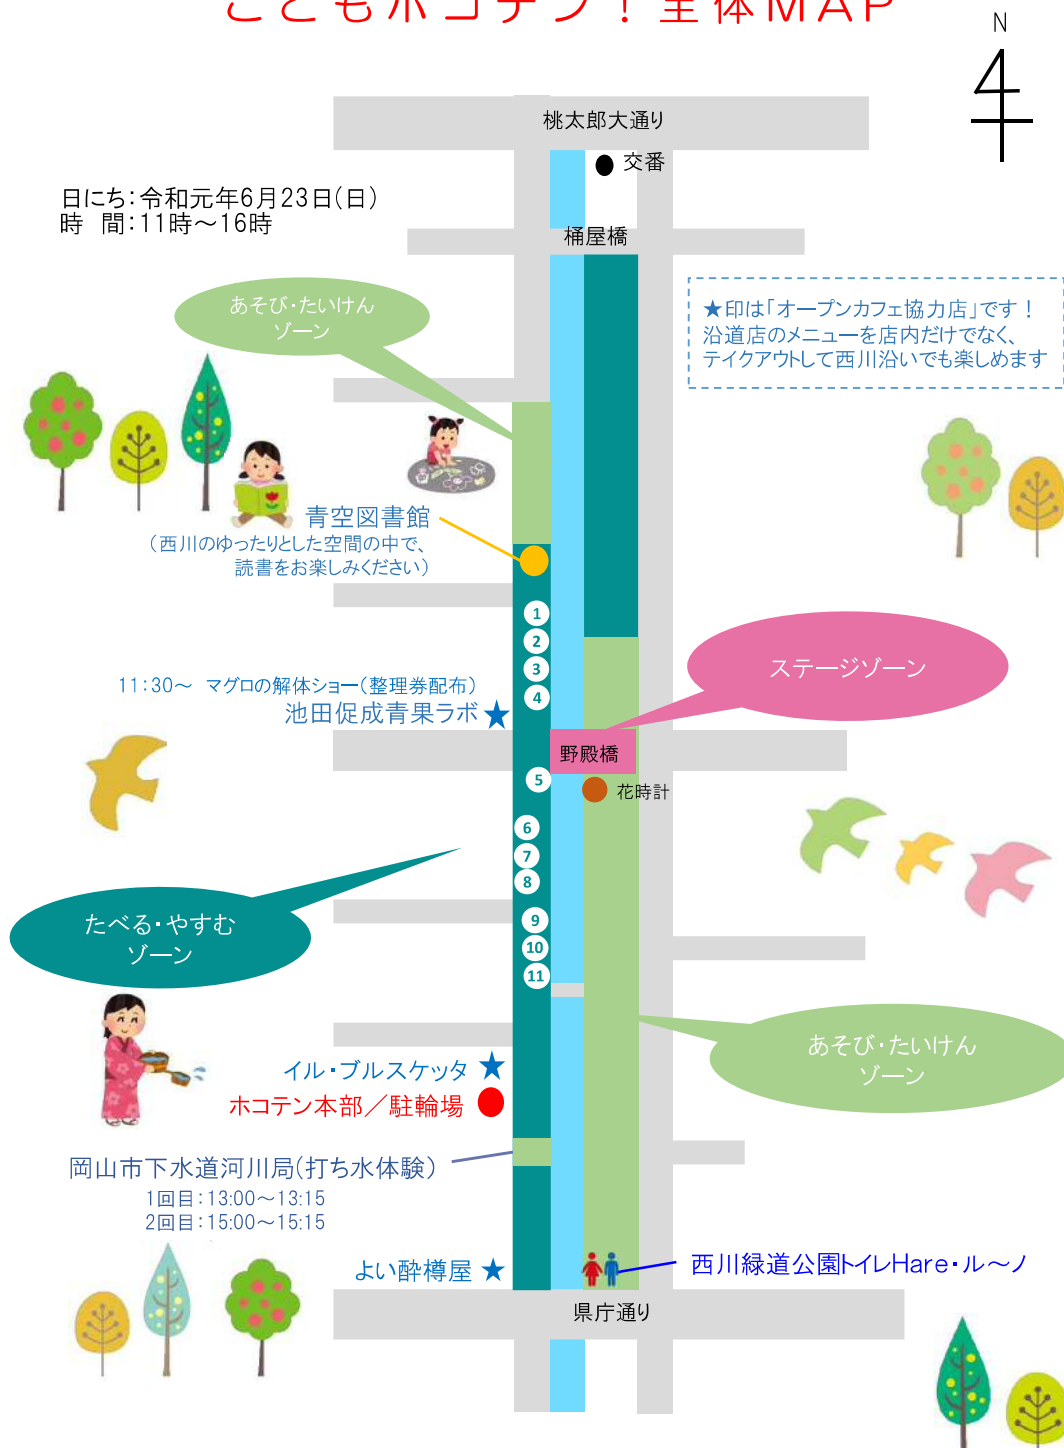 こどもホコテン！全体MAP
N
桃太郎大通り
交番
日にち：令和元年6月23日(日)
時　間：11時～16時
桶屋橋
あそび・たいけん
ゾーン
★印は「オープンカフェ協力店」です！
沿道店のメニューを店内だけでなく、
テイクアウトして西川沿いでも楽しめます
青空図書館
（西川のゆったりとした空間の中で、
読書をお楽しみください）
1
2
3
4
ステージゾーン
11：30～　マグロの解体ショー（整理券配布）
池田促成青果ラボ★
野殿橋
5
花時計
6
7
8
たべる・やすむ
ゾーン
9
10
11
あそび・たいけん
ゾーン
イル・ブルスケッタ ★
ホコテン本部／駐輪場
岡山市下水道河川局(打ち水体験)
1回目：13:00～13:15
2回目：15:00～15:15
よい酔樽屋 ★
西川緑道公園トイレHare・ル～ノ
県庁通り